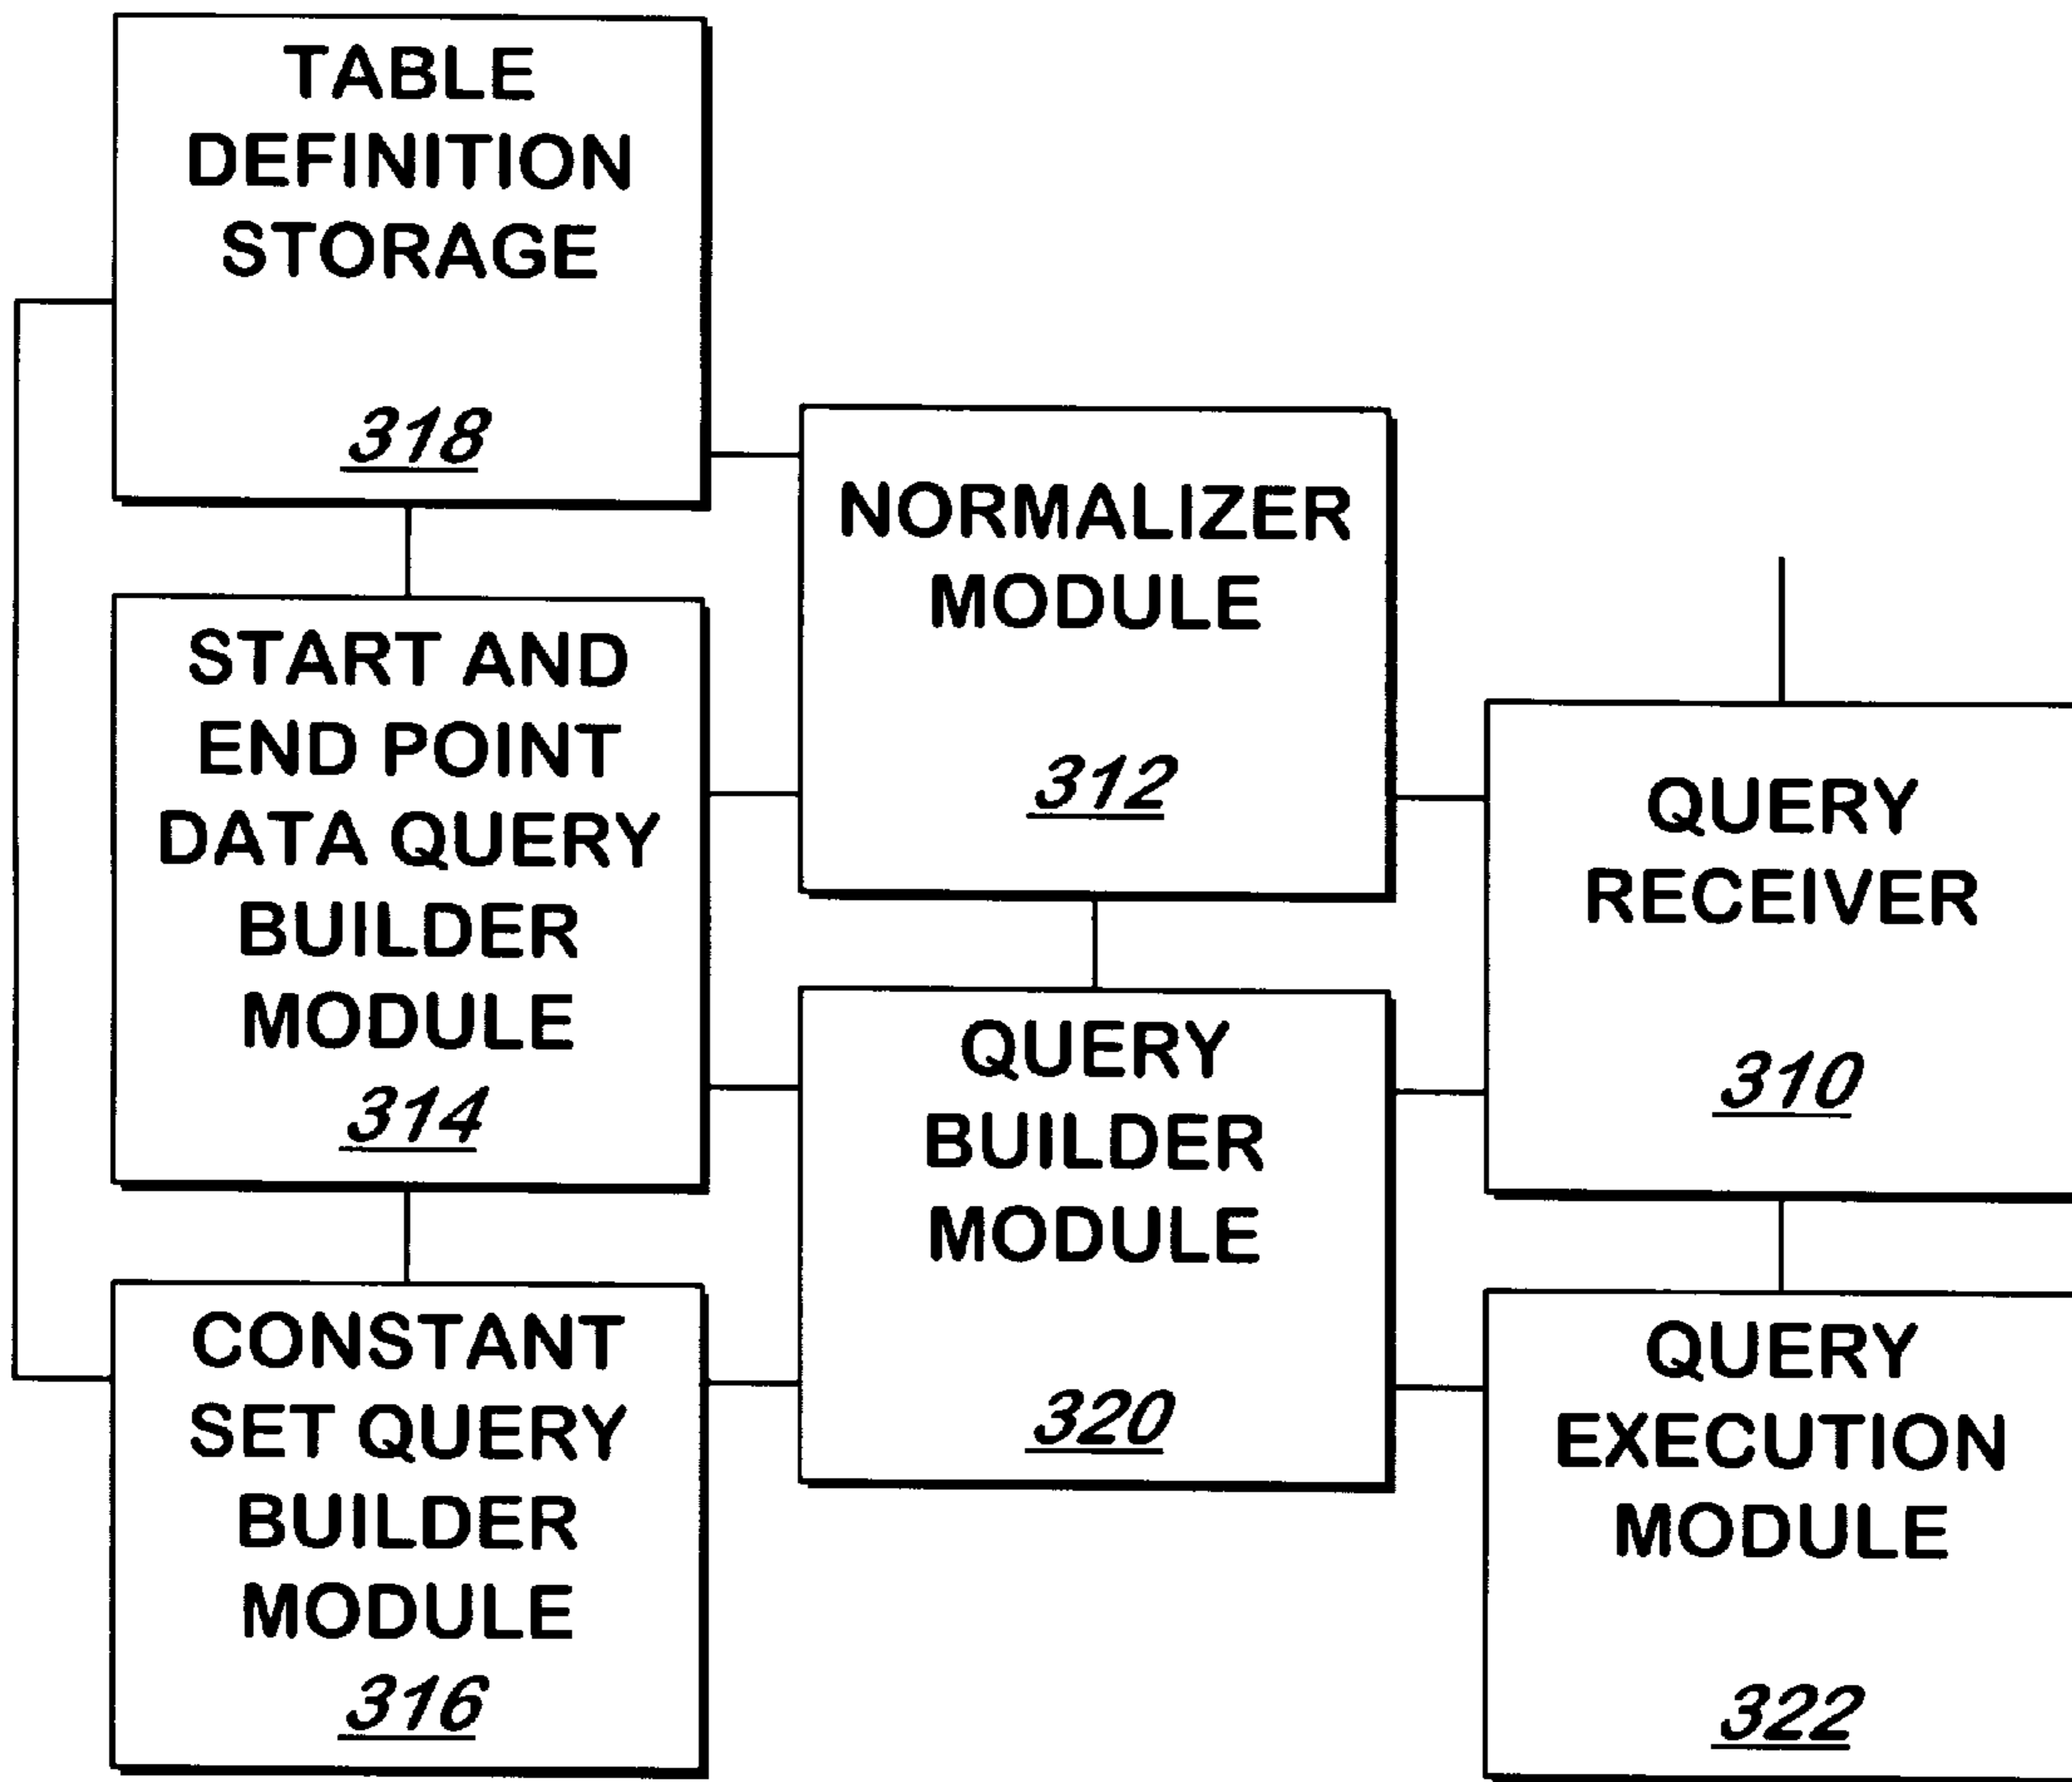 TABLE
DEFINITION
STORAGE
318
START AND
END POINT
DATA QUERY
BUILDER
MODULE
314
CONSTANT
SET QUERY
BUILDER
MODULE
316
NORMALIZER
MODULE
312
QUERY
BUILDER
MODULE
320
QUERY
RECEIVER
310
QUERY
EXECUTION
MODULE
322